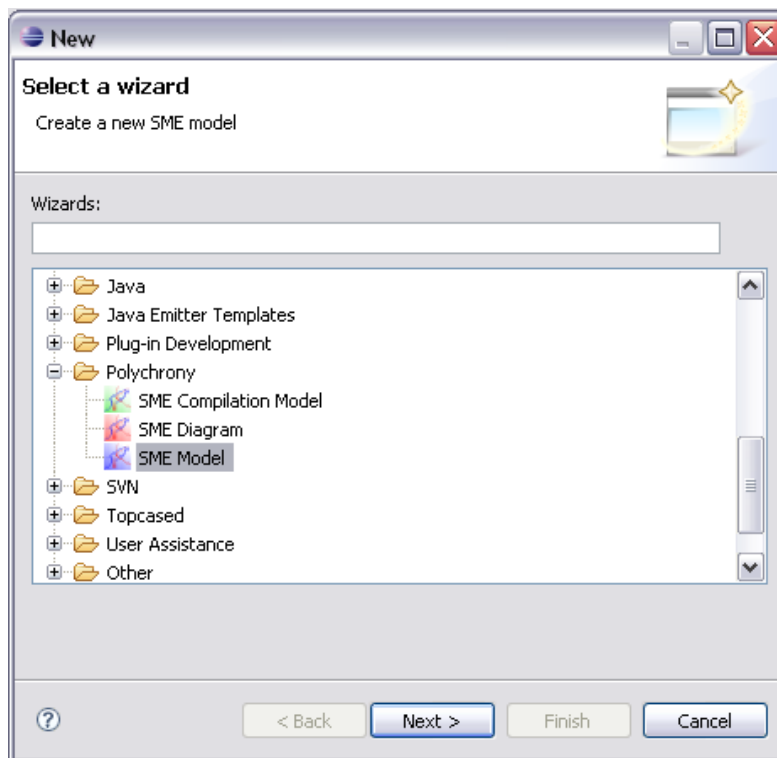 New
Select a wizard
Create a new SME model
Wizards:
Java
Java Emitter Templates
Plug-in Development
Polychrony
SME Compilation Model
SME Diagram
SME Model
SVN
Topcased
User Assistance
Other
? < Back Next > Finish Cancel